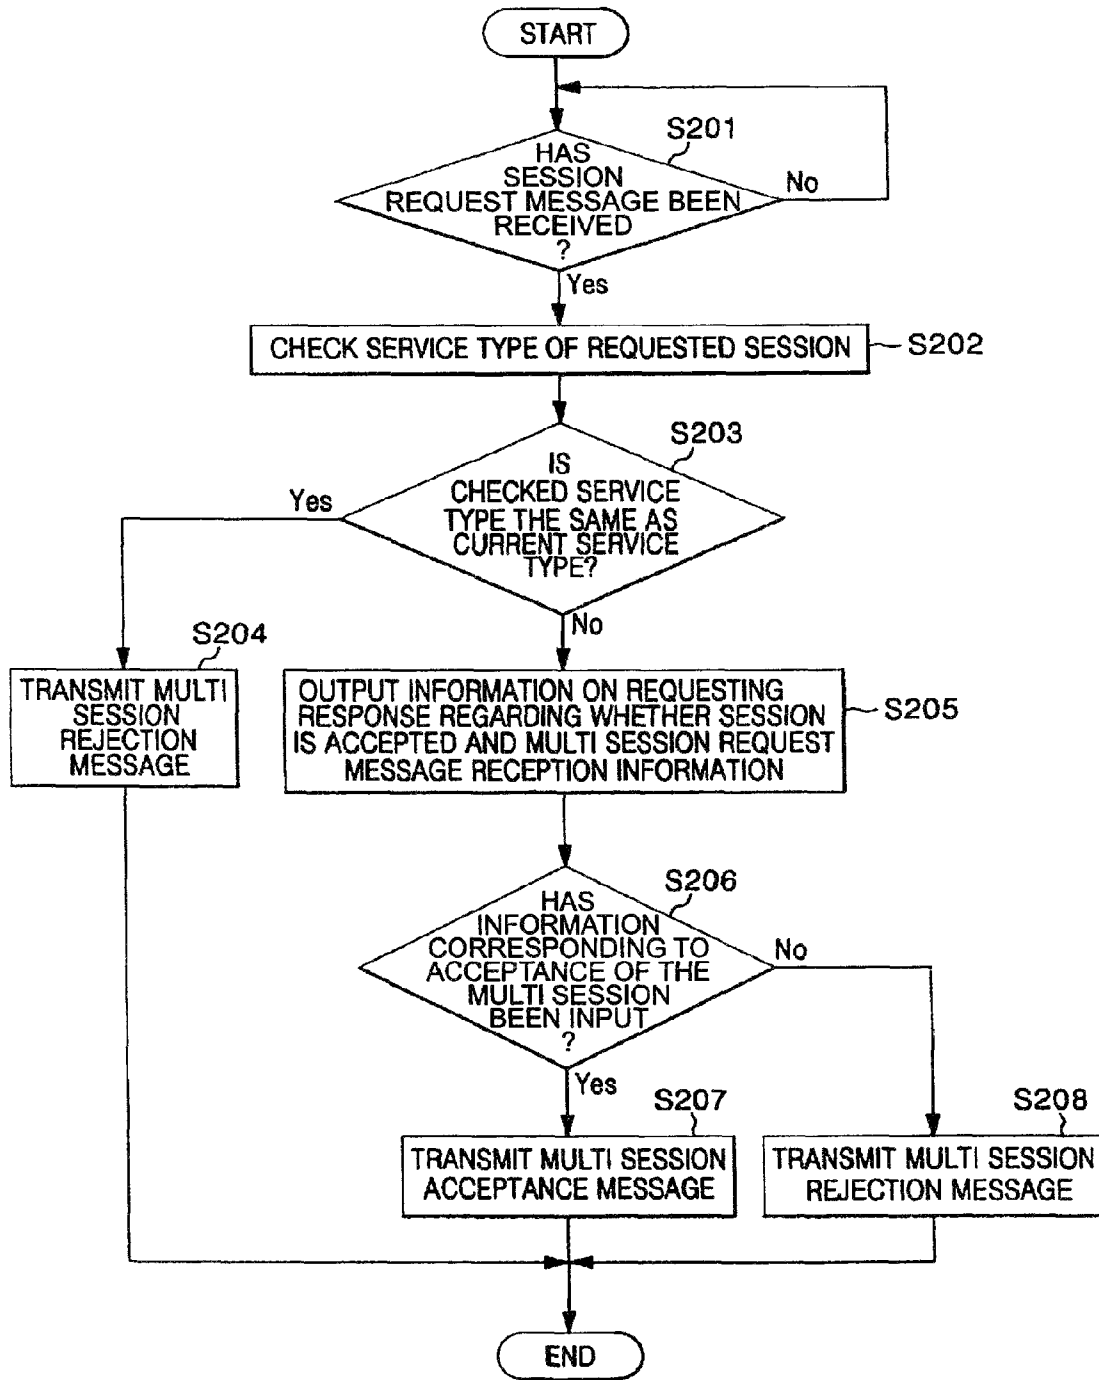 START
S201
HAS
SESSION
REQUEST MESSAGE BEEN
RECEIVED
?
No
Yes
CHECK SERVICE TYPE OF REQUESTED SESSION
S202
S203
IS
CHECKED SERVICE
TYPE THE SAME AS
CURRENT SERVICE
TYPE?
Yes
No
S204
TRANSMIT MULTI
SESSION
REJECTION
MESSAGE
OUTPUT INFORMATION ON REQUESTING
RESPONSE REGARDING WHETHER SESSION
IS ACCEPTED AND MULTI SESSION REQUEST
MESSAGE RECEPTION INFORMATION
S205
S206
HAS
INFORMATION
CORRESPONDING TO
ACCEPTANCE OF THE
MULTI SESSION
BEEN INPUT
?
No
Yes
S207
TRANSMIT MULTI SESSION
ACCEPTANCE MESSAGE
S208
TRANSMIT MULTI SESSION
REJECTION MESSAGE
END